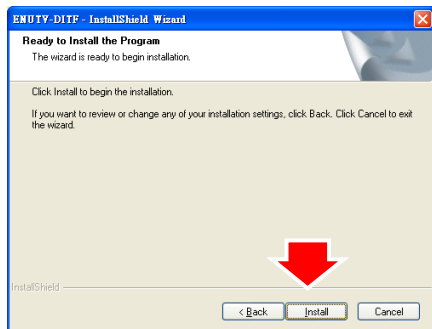 ENUTV-DITF - InstallShield Wizard
Ready to Install the Program
The wizard is ready to begin installation.
Click Install to begin the installation.
If you want to review or change any of your installation settings, click Back. Click Cancel to exit
the wizard.
InstallShield
< Back Install Cancel